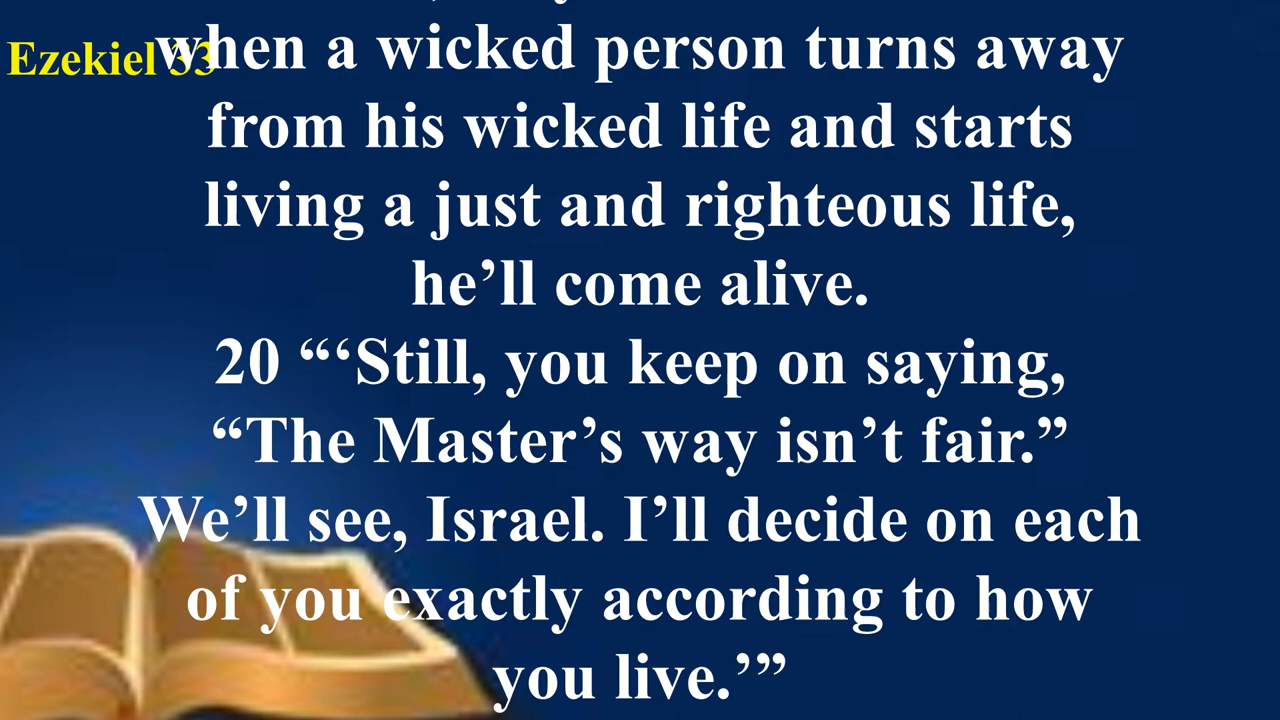 Ezekiel 33
when a wicked person turns away
from his wicked life and starts
living a just and righteous life,
he’ll come alive.
20 “‘Still, you keep on saying,
“The Master’s way isn’t fair.”
We’ll see, Israel. I’ll decide on each
of you exactly according to how
you live.’”